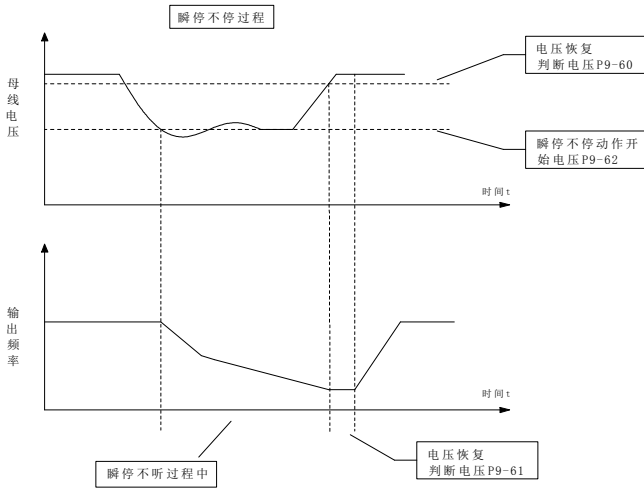 瞬停不停过程
电压恢复
判断电压P9-60
母线电压
瞬停不停动作开
始电压P9-62
时间t
输出频率
时间t
瞬停不听过程中
电压恢复
判断电压P9-61